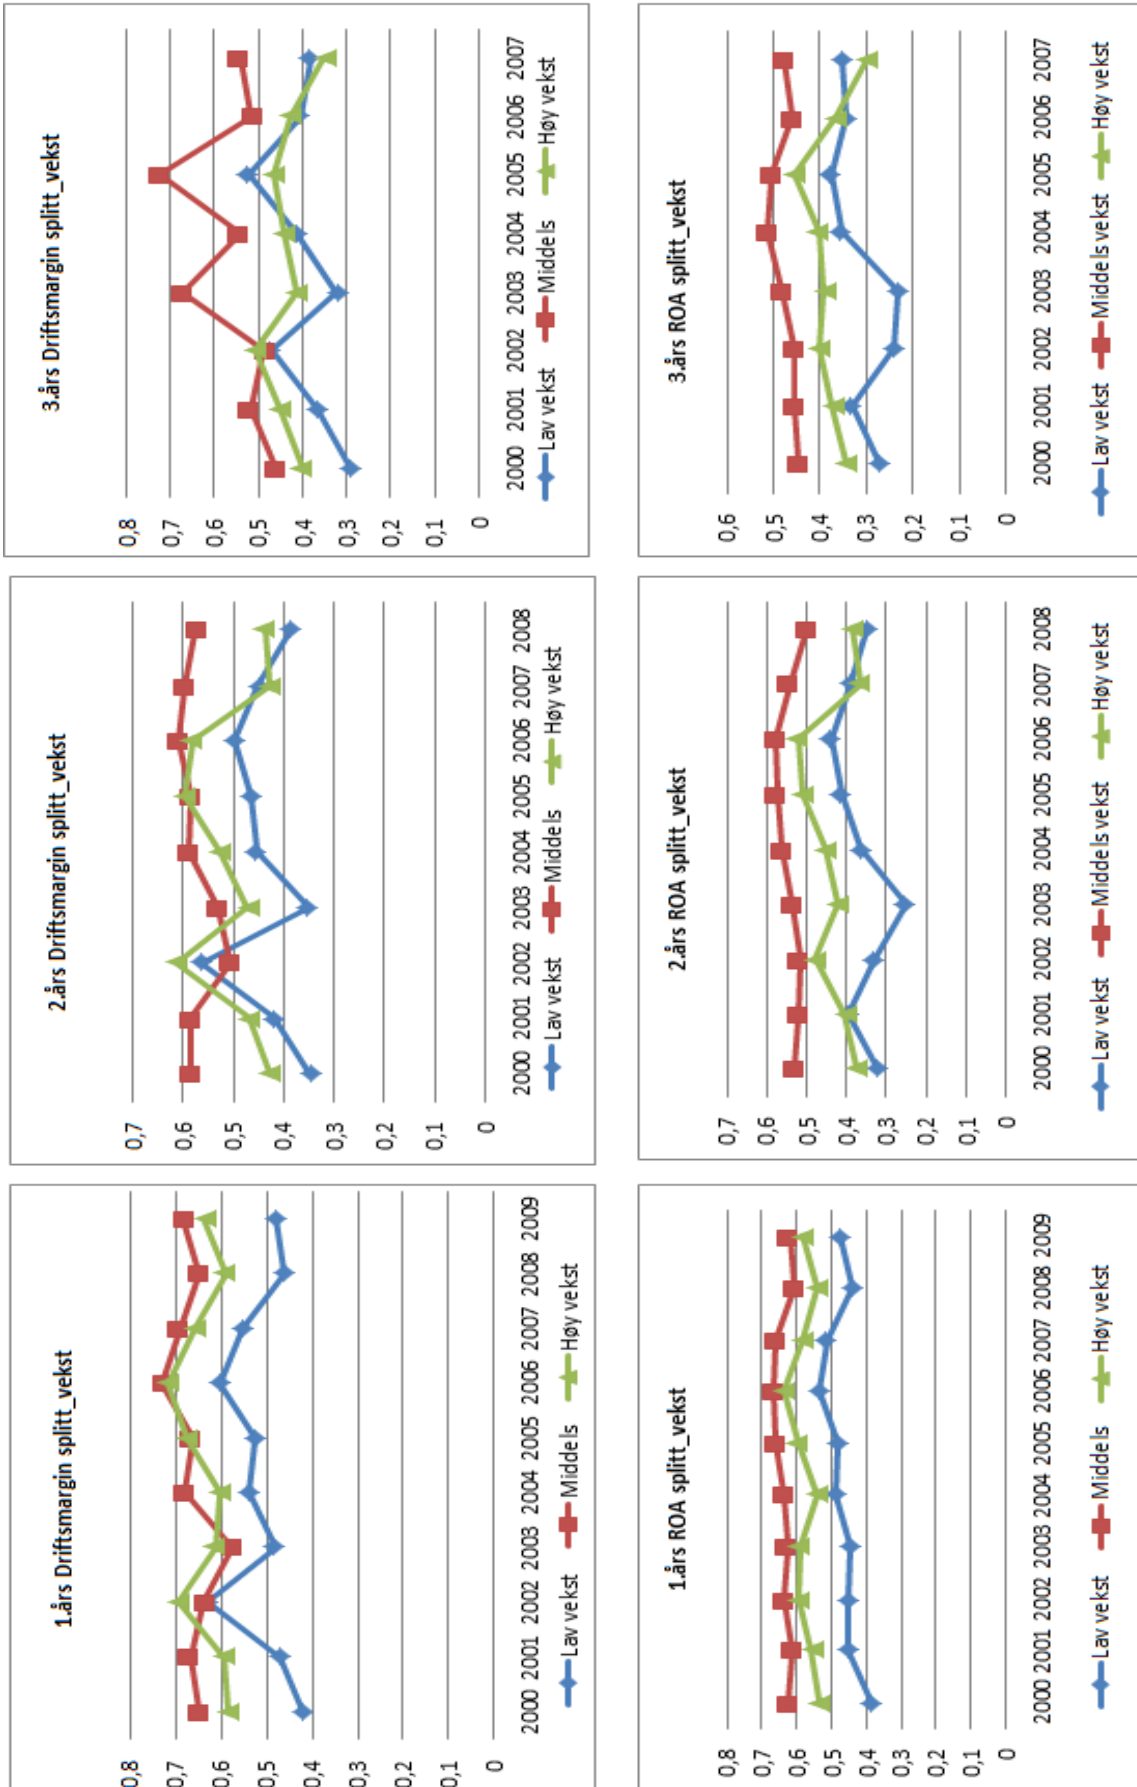 1.års Driftsmargin splitt_vekst
0,8
0,7
0,6
0,5
0,4
0,3
0,2
0,1
0
2000 2001 2002 2003 2004 2005 2006 2007 2008 2009
Lav vekst Middels Høy vekst
2.års Driftsmargin splitt_vekst
0,7
0,6
0,5
0,4
0,3
0,2
0,1
0
2000 2001 2002 2003 2004 2005 2006 2007 2008
Lav vekst Middels Høy vekst
3.års Driftsmargin splitt_vekst
0,8
0,7
0,6
0,5
0,4
0,3
0,2
0,1
0
2000 2001 2002 2003 2004 2005 2006 2007
Lav vekst Middels Høy vekst
1.års ROA splitt_vekst
0,8
0,7
0,6
0,5
0,4
0,3
0,2
0,1
0
2000 2001 2002 2003 2004 2005 2006 2007 2008 2009
Lav vekst Middels Høy vekst
2.års ROA splitt_vekst
0,7
0,6
0,5
0,4
0,3
0,2
0,1
0
2000 2001 2002 2003 2004 2005 2006 2007 2008
Lav vekst Middels vekst Høy vekst
3.års ROA splitt_vekst
0,6
0,5
0,4
0,3
0,2
0,1
0
2000 2001 2002 2003 2004 2005 2006 2007
Lav vekst Middels vekst Høy vekst